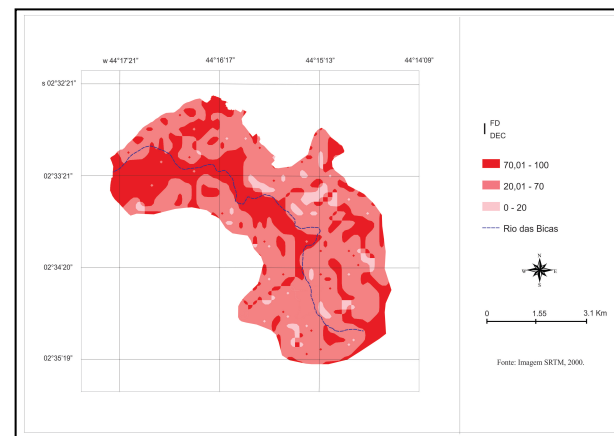 w 44°17'21" 44°16'17" 44°15'13" 44°14'09"
s 02°32'21"
02°33'21"
02°34'20"
02°35'19"
FD
DEC
70,01 - 100
20,01 - 70
0 - 20
Rio das Bicas
N
W E
S
0 1.55 3.1 Km
Fonte: Imagem SRTM, 2000.